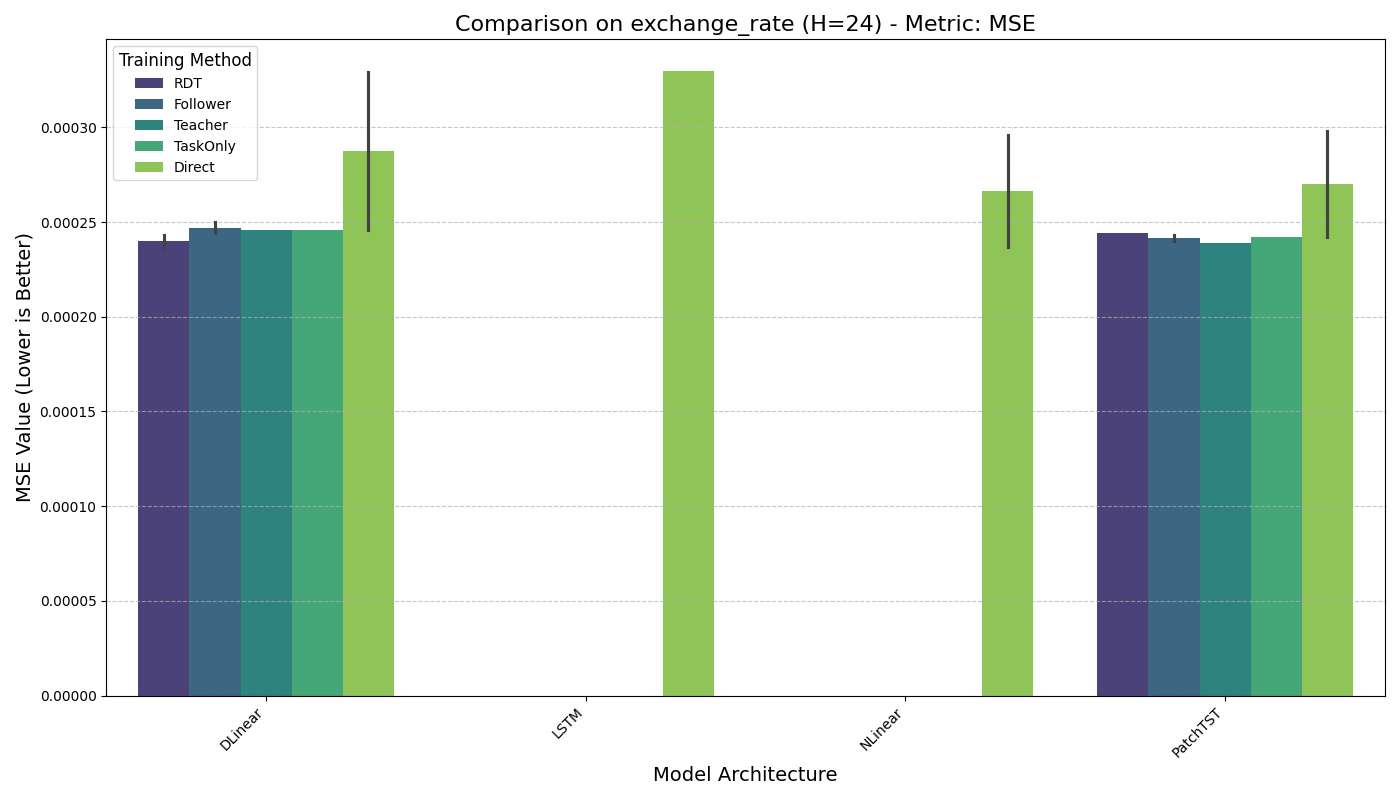 Comparison on exchange_rate (H=24) - Metric: MSE
Training Method
RDT
Follower
Teacher
TaskOnly
Direct
MSE Value (Lower is Better)
0.00030
0.00025
0.00020
0.00015
0.00010
0.00005
0.00000
DLinear
LSTM
NLinear
PatchTST
Model Architecture